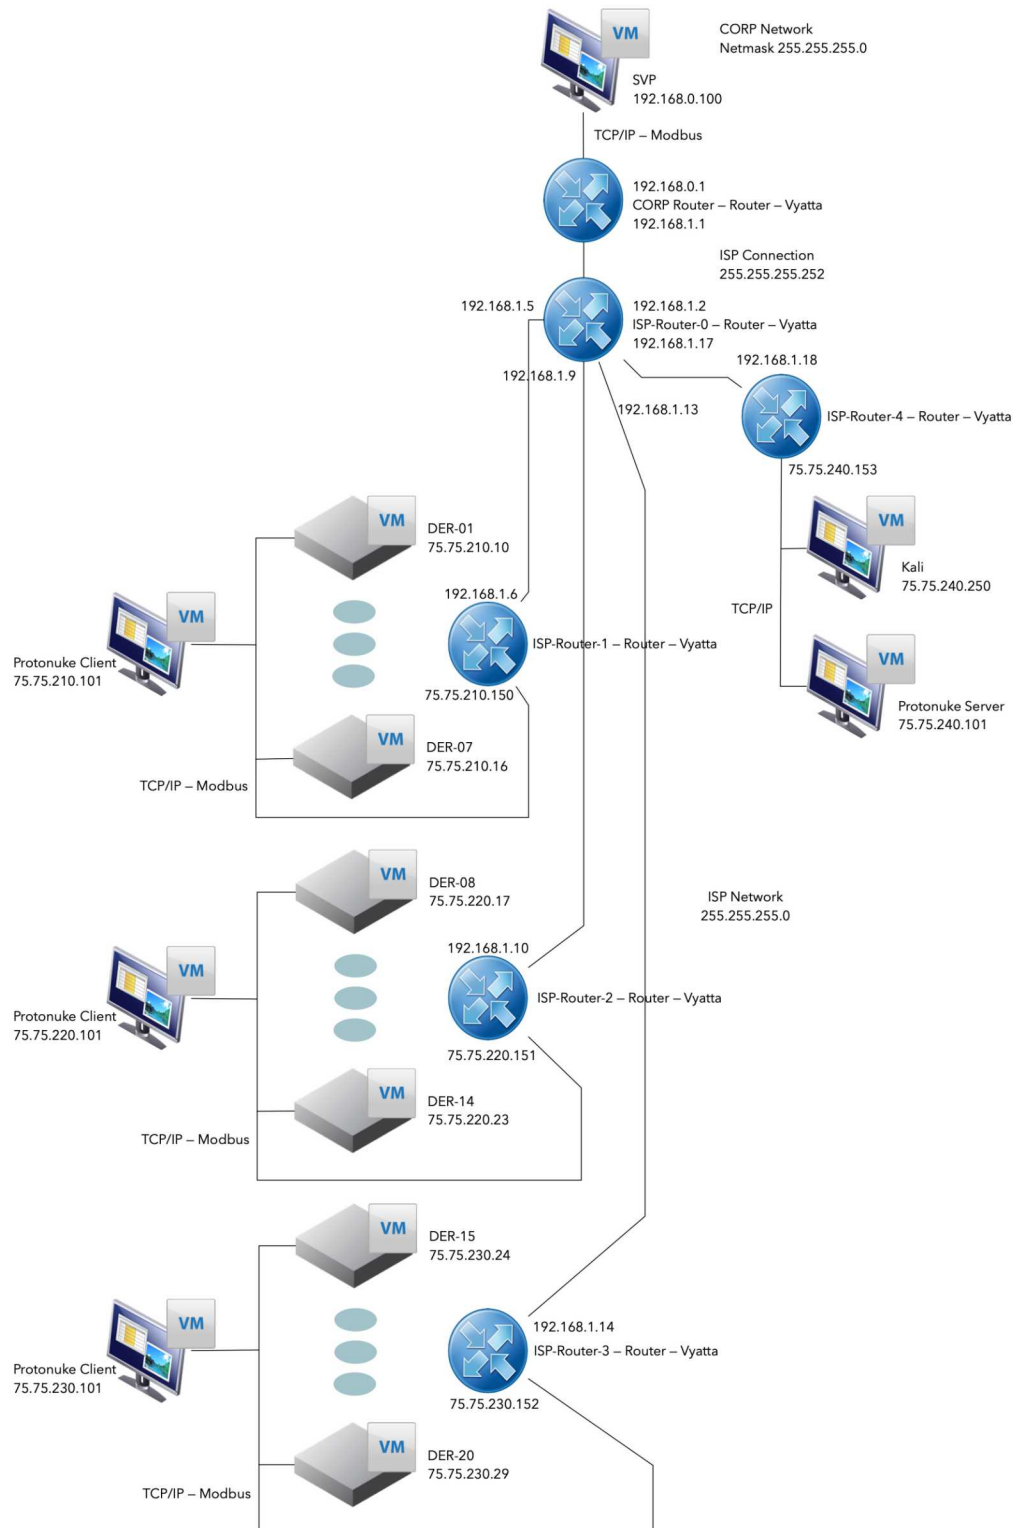 VM
CORP Network
Netmask 255.255.255.0
SVP
192.168.0.100
TCP/IP – Modbus
192.168.0.1
CORP Router – Router – Vyatta
192.168.1.1
ISP Connection
255.255.255.252
192.168.1.5
192.168.1.2
ISP-Router-0 – Router – Vyatta
192.168.1.17
192.168.1.18
192.168.1.9
192.168.1.13
ISP-Router-4 – Router – Vyatta
75.75.240.153
VM
Kali
75.75.240.250
TCP/IP
VM
Protonuke Server
75.75.240.101
VM
DER-01
75.75.210.10
192.168.1.6
VM
Protonuke Client
75.75.210.101
ISP-Router-1 – Router – Vyatta
75.75.210.150
VM
DER-07
75.75.210.16
TCP/IP – Modbus
VM
DER-08
75.75.220.17
ISP Network
255.255.255.0
192.168.1.10
VM
Protonuke Client
75.75.220.101
ISP-Router-2 – Router – Vyatta
75.75.220.151
VM
DER-14
75.75.220.23
TCP/IP – Modbus
VM
DER-15
75.75.230.24
192.168.1.14
VM
Protonuke Client
75.75.230.101
ISP-Router-3 – Router – Vyatta
75.75.230.152
VM
DER-20
75.75.230.29
TCP/IP – Modbus